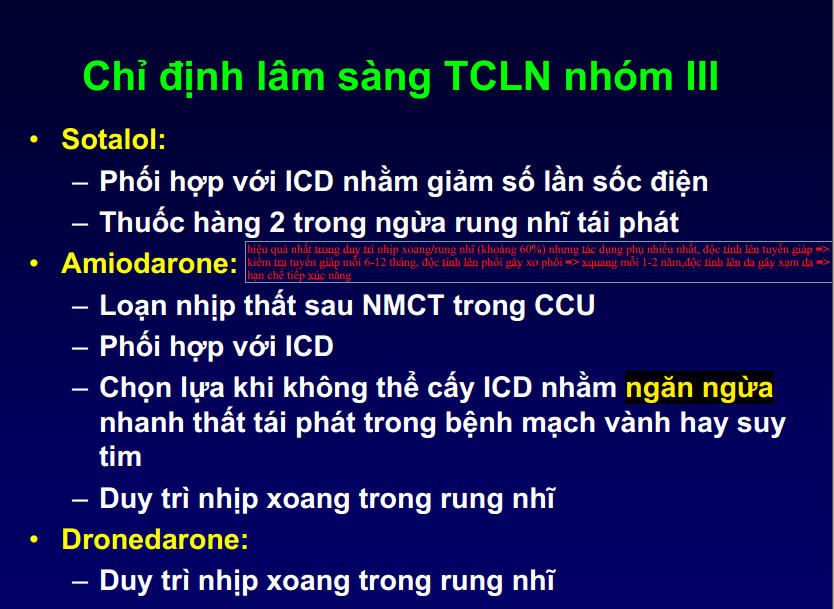 Chỉ định lâm sàng TCLN nhóm III
• Sotalol:
– Phối hợp với ICD nhằm giảm số lần sốc điện
– Thuốc hàng 2 trong ngừa rung nhĩ tái phát
• Amiodarone:
hiệu quả nhất trong duy trì nhịp xoang/rung nhĩ (khoảng 60%) nhưng tác dụng phụ nhiều nhất, độc tính lên tuyến giáp =>
kiểm tra tuyến giáp mỗi 6-12 tháng, độc tính lên phổi gây xơ phổi => xquang mỗi 1-2 năm,độc tính lên da gây xạm da =>
hạn chế tiếp xúc nắng
– Loạn nhịp thất sau NMCT trong CCU
– Phối hợp với ICD
– Chọn lựa khi không thể cấy ICD nhằm ngăn ngừa
nhanh thất tái phát trong bệnh mạch vành hay suy
tim
– Duy trì nhịp xoang trong rung nhĩ
• Dronedarone:
– Duy trì nhịp xoang trong rung nhĩ